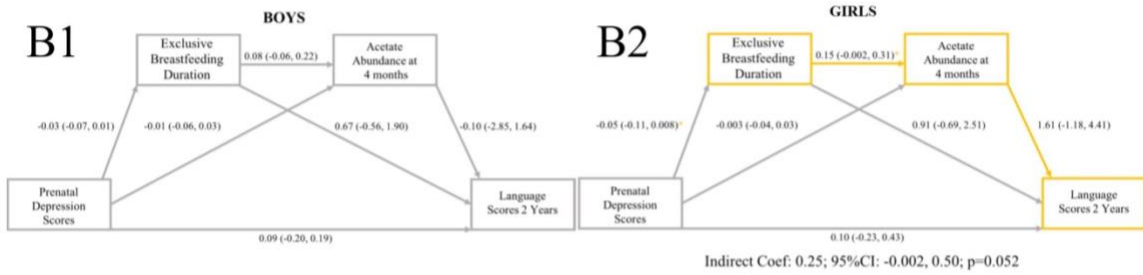 BOYS
B1
Exclusive
Breastfeeding
Duration
0.08 (-0.06, 0.22)
Acetate
Abundance at
4 months
-0.03 (-0.07, 0.01)
-0.01 (-0.06, 0.03)
0.67 (-0.56, 1.90)
-0.10 (-2.85, 1.64)
Prenatal
Depression
Scores
Language
Scores 2 Years
0.09 (-0.20, 0.19)
GIRLS
B2
Exclusive
Breastfeeding
Duration
0.15 (-0.002, 0.31)*
Acetate
Abundance at
4 months
-0.05 (-0.11, 0.008)*
-0.003 (-0.04, 0.03)
0.91 (-0.69, 2.51)
1.61 (-1.18, 4.41)
Prenatal
Depression
Scores
Language
Scores 2 Years
0.10 (-0.23, 0.43)
Indirect Coef: 0.25; 95%CI: -0.002, 0.50; p=0.052